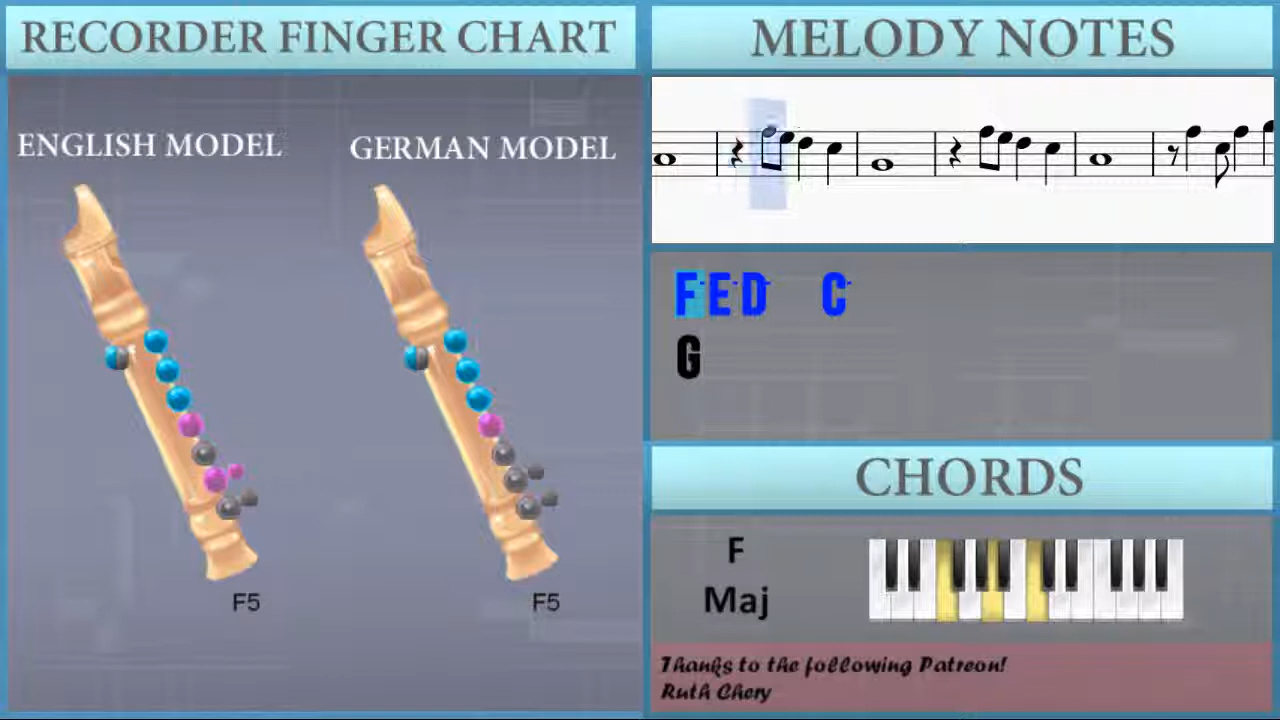 RECORDER FINGER CHART
ENGLISH MODEL
GERMAN MODEL
F5
F5
MELODY NOTES
F E D C
G
CHORDS
F
Maj
Thanks to the following Patreon!
Ruth Chery